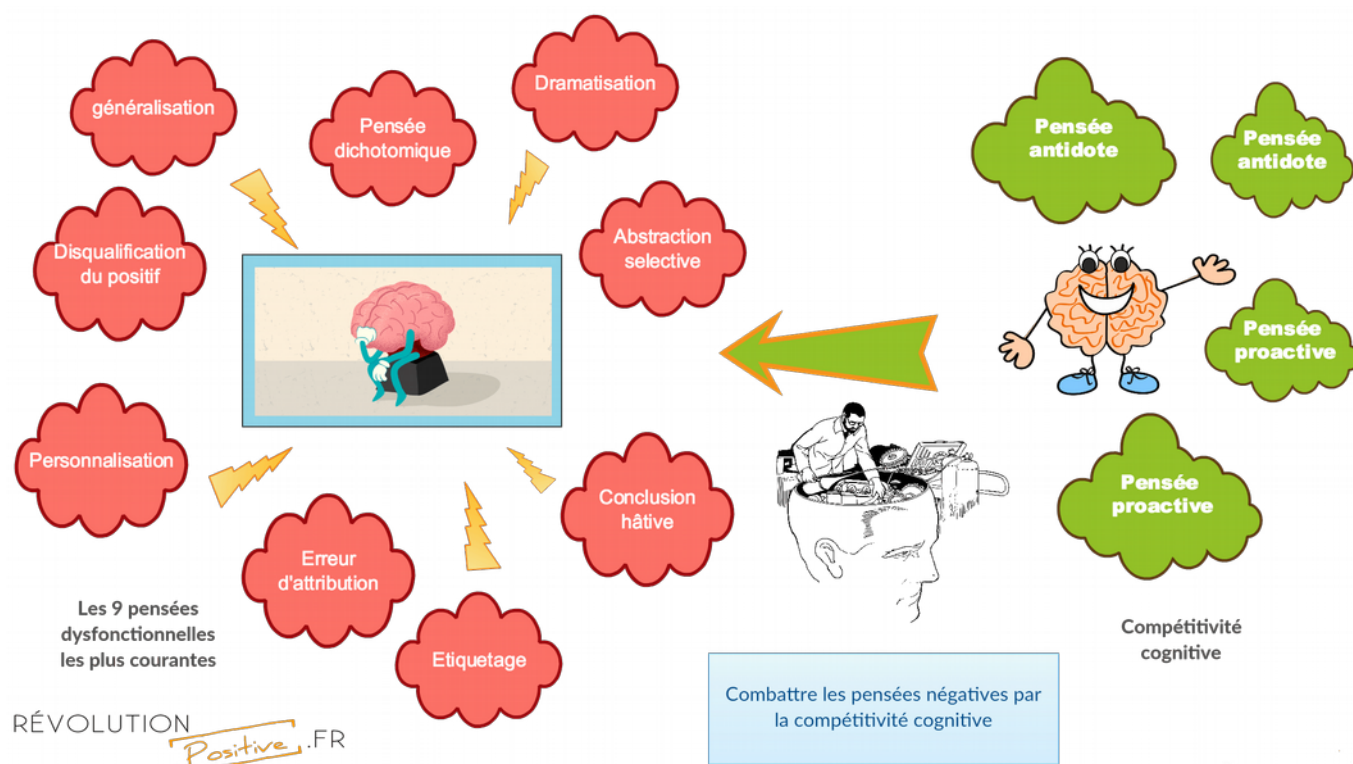 généralisation
Pensée
dichotomique
Dramatisation
Disqualification
du positif
Abstraction
selective
Personnalisation
Erreur
d'attribution
Etiquetage
Conclusion
hâtive
Les 9 pensées
dysfonctionnelles
les plus courantes
RÉVOLUTION
Positive .FR
Pensée
antidote
Pensée
antidote
Pensée
proactive
Pensée
proactive
Compétitivité
cognitive
Combattre les pensées négatives par
la compétitivité cognitive